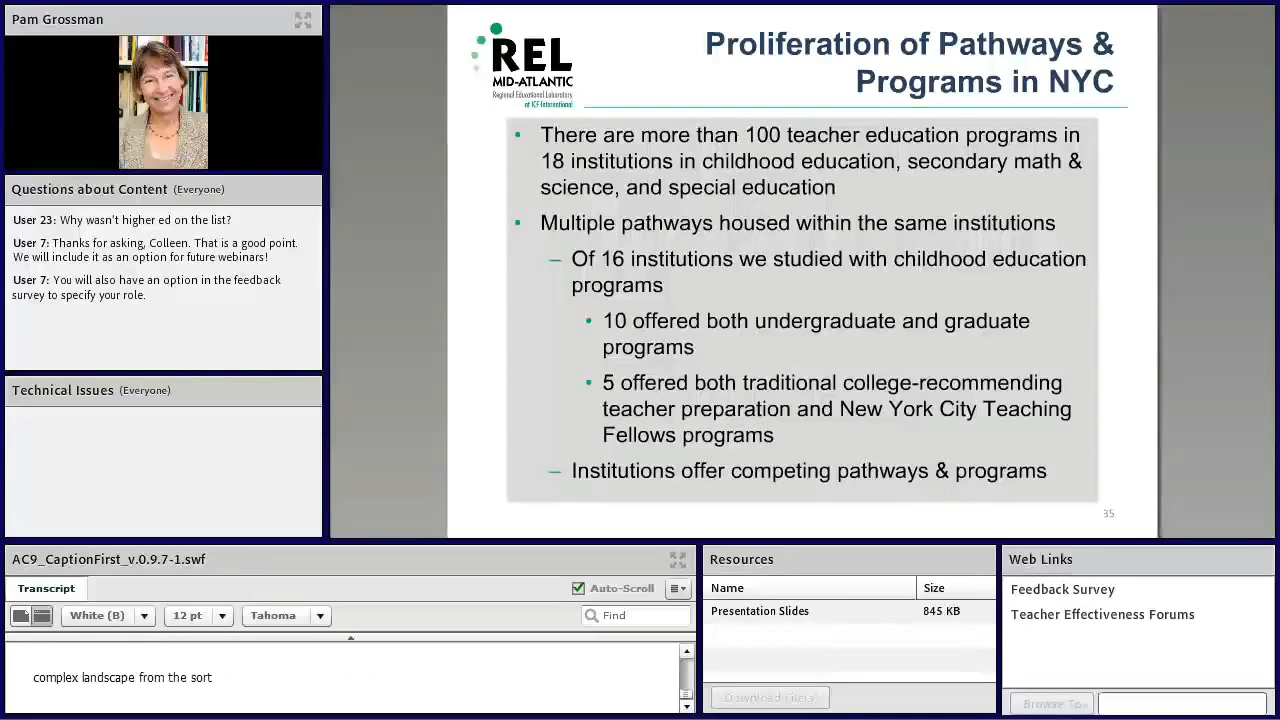 Pam Grossman
Questions about Content (Everyone)
User 23: Why wasn't higher ed on the list?
User 7: Thanks for asking, Colleen. That is a good point.
We will include it as an option for future webinars!
User 7: You will also have an option in the feedback
survey to specify your role.
Technical Issues (Everyone)
REL
MID-ATLANTIC
Regional Educational Laboratory
at ICF International
Proliferation of Pathways &
Programs in NYC
• There are more than 100 teacher education programs in
18 institutions in childhood education, secondary math &
science, and special education
• Multiple pathways housed within the same institutions
– Of 16 institutions we studied with childhood education
programs
• 10 offered both undergraduate and graduate
programs
• 5 offered both traditional college-recommending
teacher preparation and New York City Teaching
Fellows programs
– Institutions offer competing pathways & programs
35
AC9_CaptionFirst_v.0.9.7-1.swf
Transcript
Auto-Scroll
White (B)
12 pt
Tahoma
Find
complex landscape from the sort
Resources
Name Size
Presentation Slides 845 KB
Download File(s)
Web Links
Feedback Survey
Teacher Effectiveness Forums
Browse To